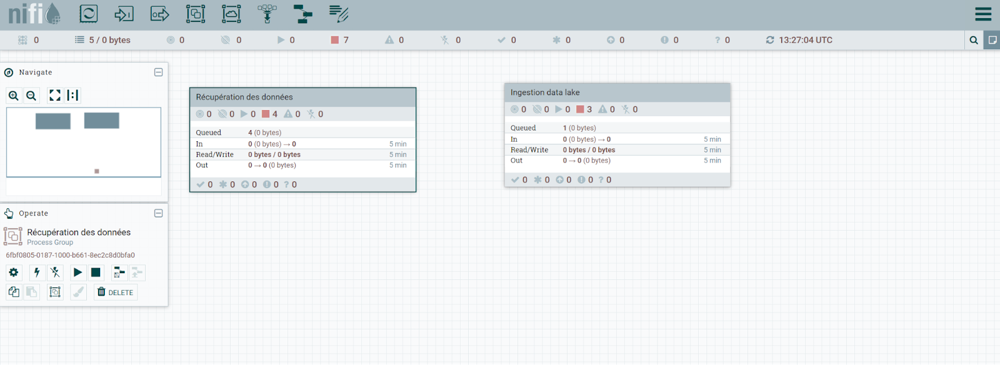 nifi
0 5 / 0 bytes 0 0 0 7 0 0 0 0 0 0 ? 0 13:27:04 UTC
Navigate
Operate
Récupération des données
Process Group
6fbf0805-0187-1000-b661-8ec2c8d0bfa0
DELETE
Récupération des données
0 0 0 4 0 0
Queued 4 (0 bytes)
In 0 (0 bytes) → 0 5 min
Read/Write 0 bytes / 0 bytes 5 min
Out 0 → 0 (0 bytes) 5 min
0 0 0 0 ? 0
Ingestion data lake
0 0 0 3 0 0
Queued 1 (0 bytes)
In 0 (0 bytes) → 0 5 min
Read/Write 0 bytes / 0 bytes 5 min
Out 0 → 0 (0 bytes) 5 min
0 0 0 0 ? 0